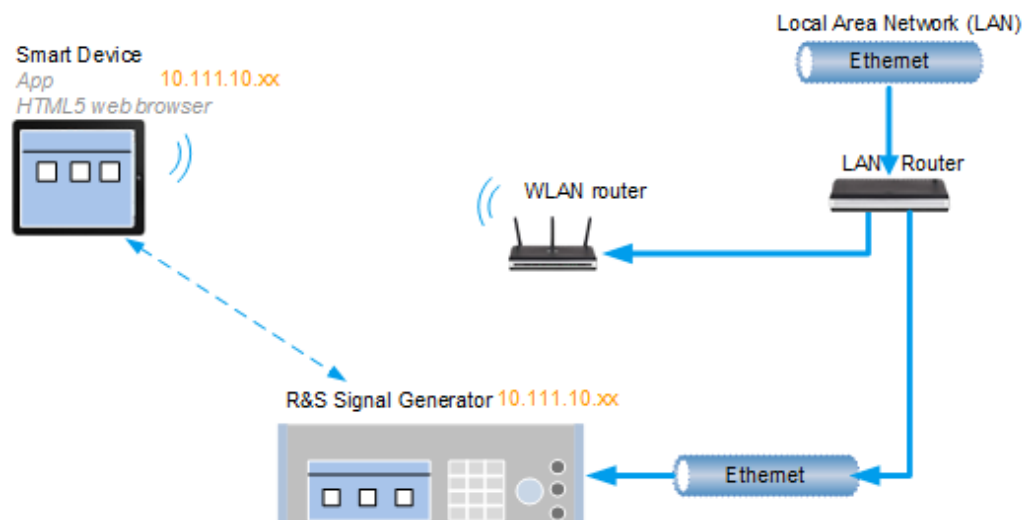 Local Area Network (LAN)
Ethernet
Smart Device
App
10.111.10.xx
HTML5 web browser
LAN Router
WLAN router
R&S Signal Generator 10.111.10.xx
Ethernet